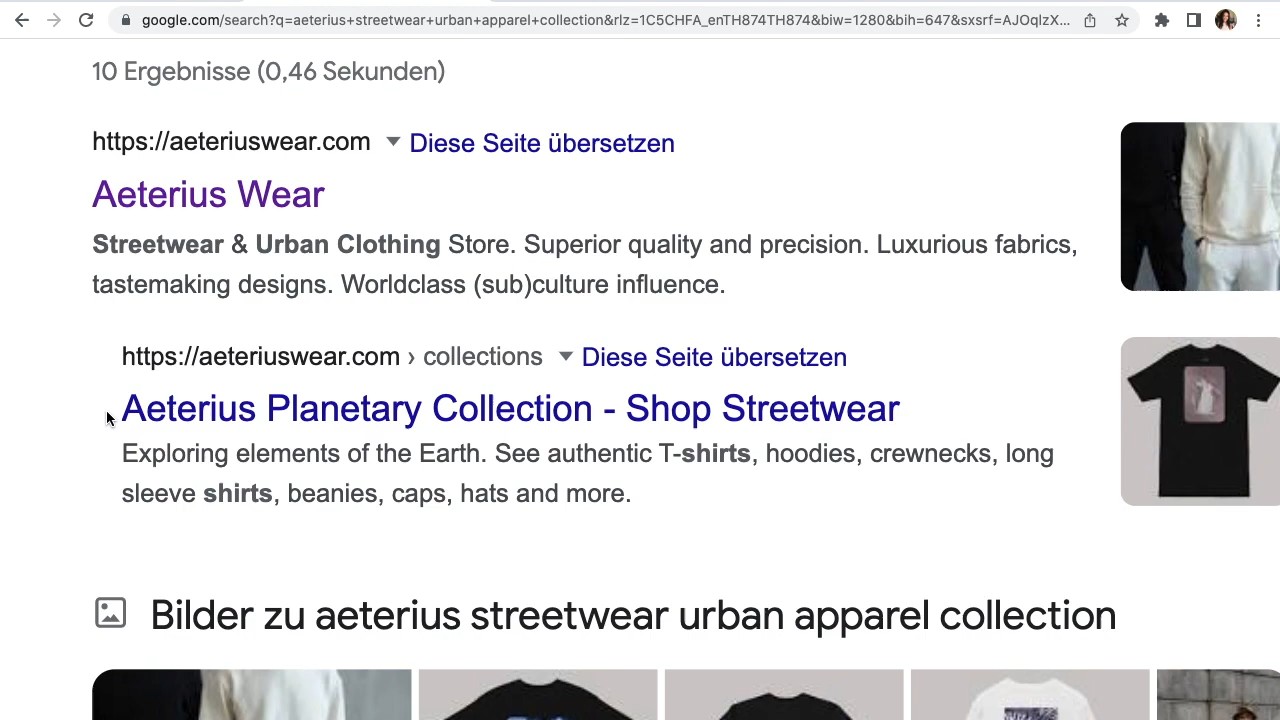 google.com/search?q=aeterius+streetwear+urban+apparel+collection&rlz=1C5CHFA_enTH874TH874&biw=1280&bih=647&sxsrf=AJOqlzX...
10 Ergebnisse (0,46 Sekunden)
https://aeteriuswear.com Diese Seite übersetzen
Aeterius Wear
Streetwear & Urban Clothing Store. Superior quality and precision. Luxurious fabrics,
tastemaking designs. Worldclass (sub)culture influence.
https://aeteriuswear.com › collections Diese Seite übersetzen
Aeterius Planetary Collection - Shop Streetwear
Exploring elements of the Earth. See authentic T-shirts, hoodies, crewnecks, long
sleeve shirts, beanies, caps, hats and more.
Bilder zu aeterius streetwear urban apparel collection